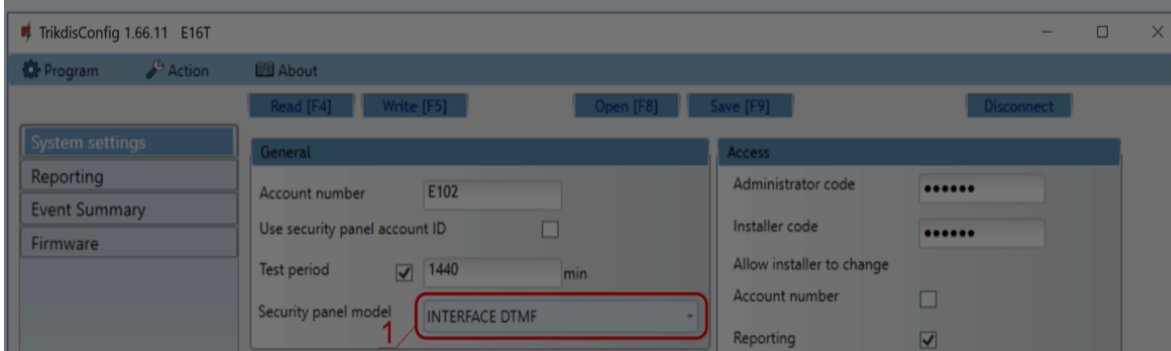 TrikdisConfig 1.66.11 E16T
Program Action About
Read [F4] Write [F5] Open [F8] Save [F9] Disconnect
System settings
Reporting
Event Summary
Firmware
General
Account number E102
Use security panel account ID
Test period 1440 min
Security panel model INTERFACE DTMF
1
Access
Administrator code ••••••
Installer code ••••••
Allow installer to change
Account number
Reporting